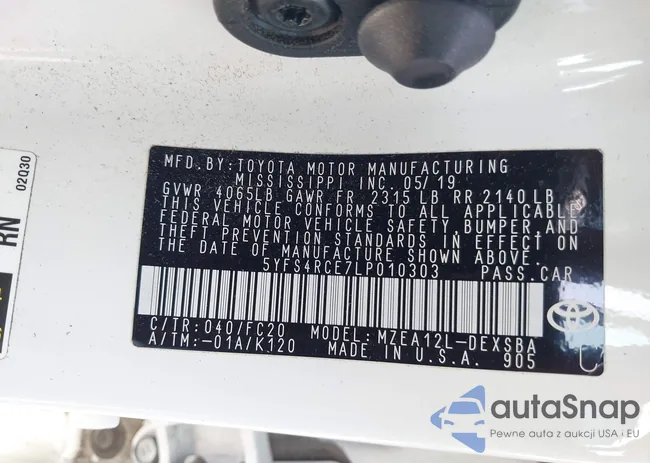 02Q30
RN
MFD.BY:TOYOTA MOTOR MANUFACTURING
MISSISSIPPI INC. 05/19
GVWR 4065LB GAWR FR 2315 LB RR 2140LB
THIS VEHICLE CONFORMS TO ALL APPLICABLE
FEDERAL MOTOR VEHICLE SAFETY,BUMPER,AND
THEFT PREVENTION STANDARDS IN EFFECT ON
THE DATE OF MANUFACTURE SHOWN ABOVE.
5YFS4RCE7LP010303 PASS.CAR
C/TR: 040/FC20 MODEL:MZEA12L-DEXSBA
A/TM:-01A/K120 MADE IN U.S.A. 905
autaSnap
Pewne auta z aukcji USA i EU